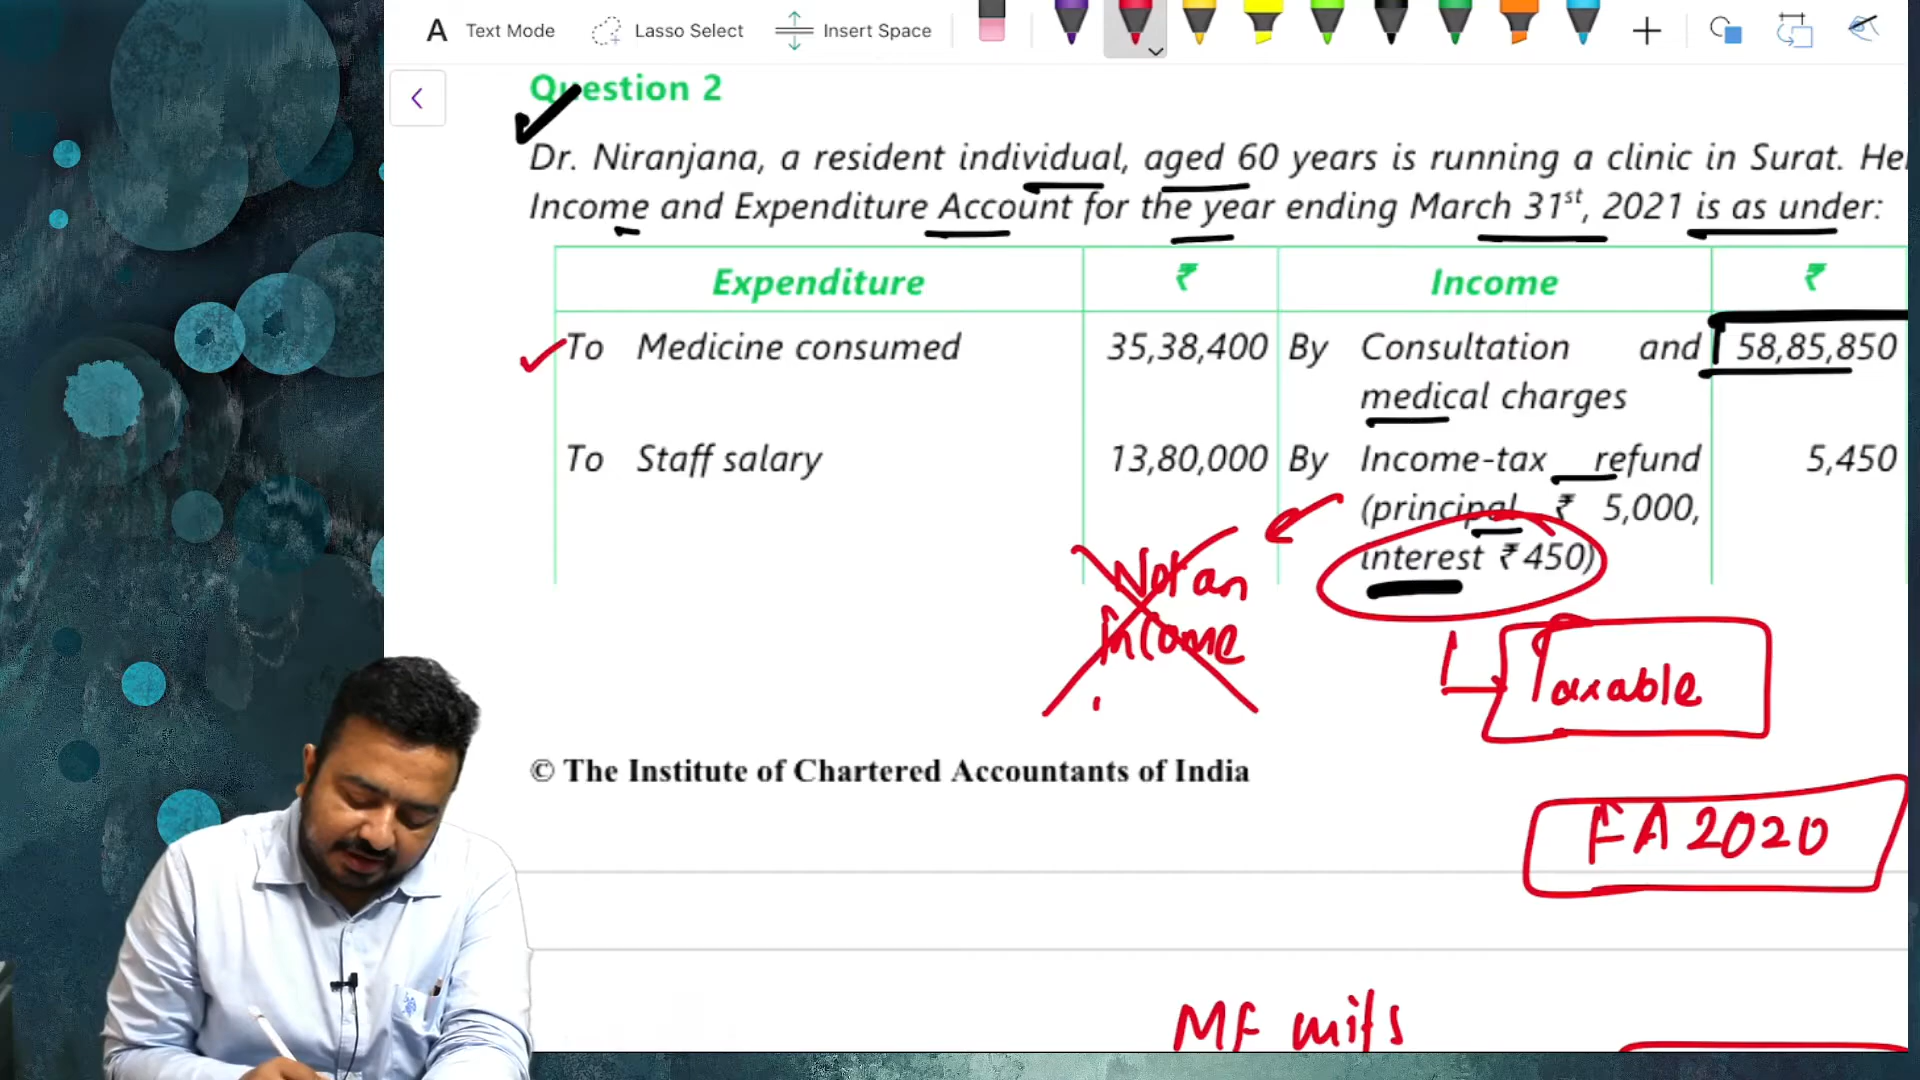 A Text Mode Lasso Select Insert Space
Question 2
Dr. Niranjana, a resident individual, aged 60 years is running a clinic in Surat. He
Income and Expenditure Account for the year ending March 31st, 2021 is as under:
Expenditure ₹ Income ₹
To Medicine consumed 35,38,400 By Consultation and 58,85,850
medical charges
To Staff salary 13,80,000 By Income-tax refund 5,450
(principal ₹ 5,000,
interest ₹ 450)
Not an
income
Taxable
© The Institute of Chartered Accountants of India
FA 2020
MF